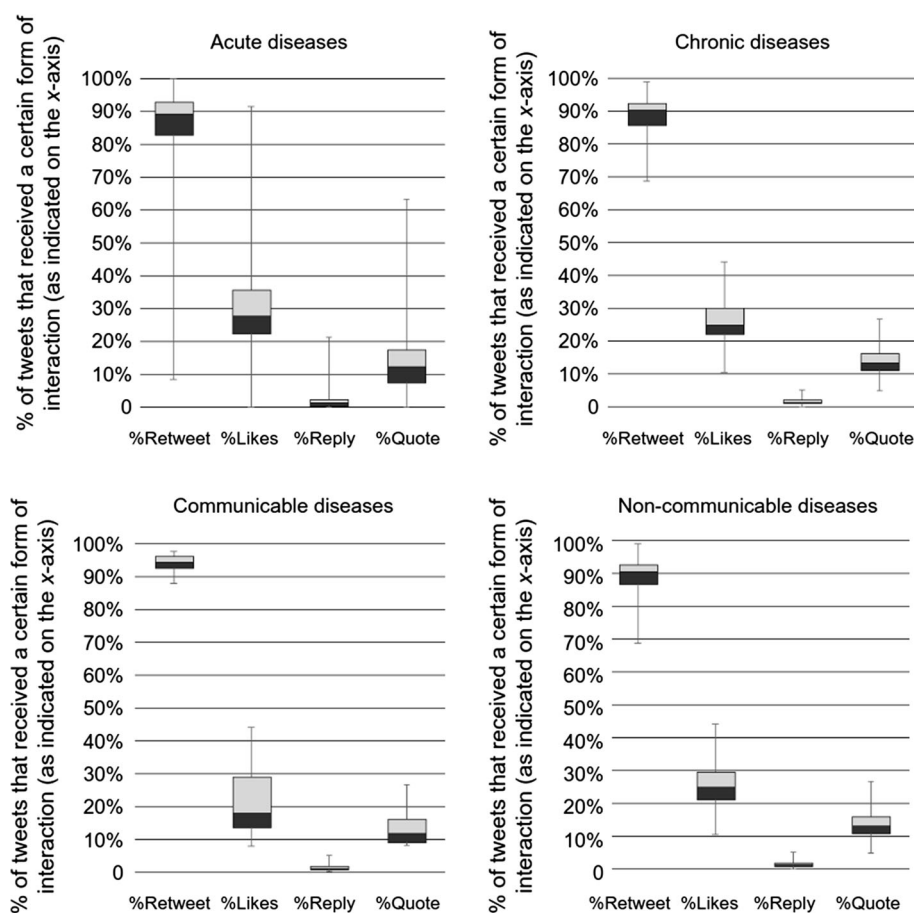 Acute diseases
% of tweets that received a certain form of
interaction (as indicated on the x-axis)
100%
90%
80%
70%
60%
50%
40%
30%
20%
10%
0
%Retweet %Likes %Reply %Quote
Chronic diseases
% of tweets that received a certain form of
interaction (as indicated on the x-axis)
100%
90%
80%
70%
60%
50%
40%
30%
20%
10%
0
%Retweet %Likes %Reply %Quote
Communicable diseases
% of tweets that received a certain form of
interaction (as indicated on the x-axis)
100%
90%
80%
70%
60%
50%
40%
30%
20%
10%
0
%Retweet %Likes %Reply %Quote
Non-communicable diseases
% of tweets that received a certain form of
interaction (as indicated on the x-axis)
100%
90%
80%
70%
60%
50%
40%
30%
20%
10%
0
%Retweet %Likes %Reply %Quote